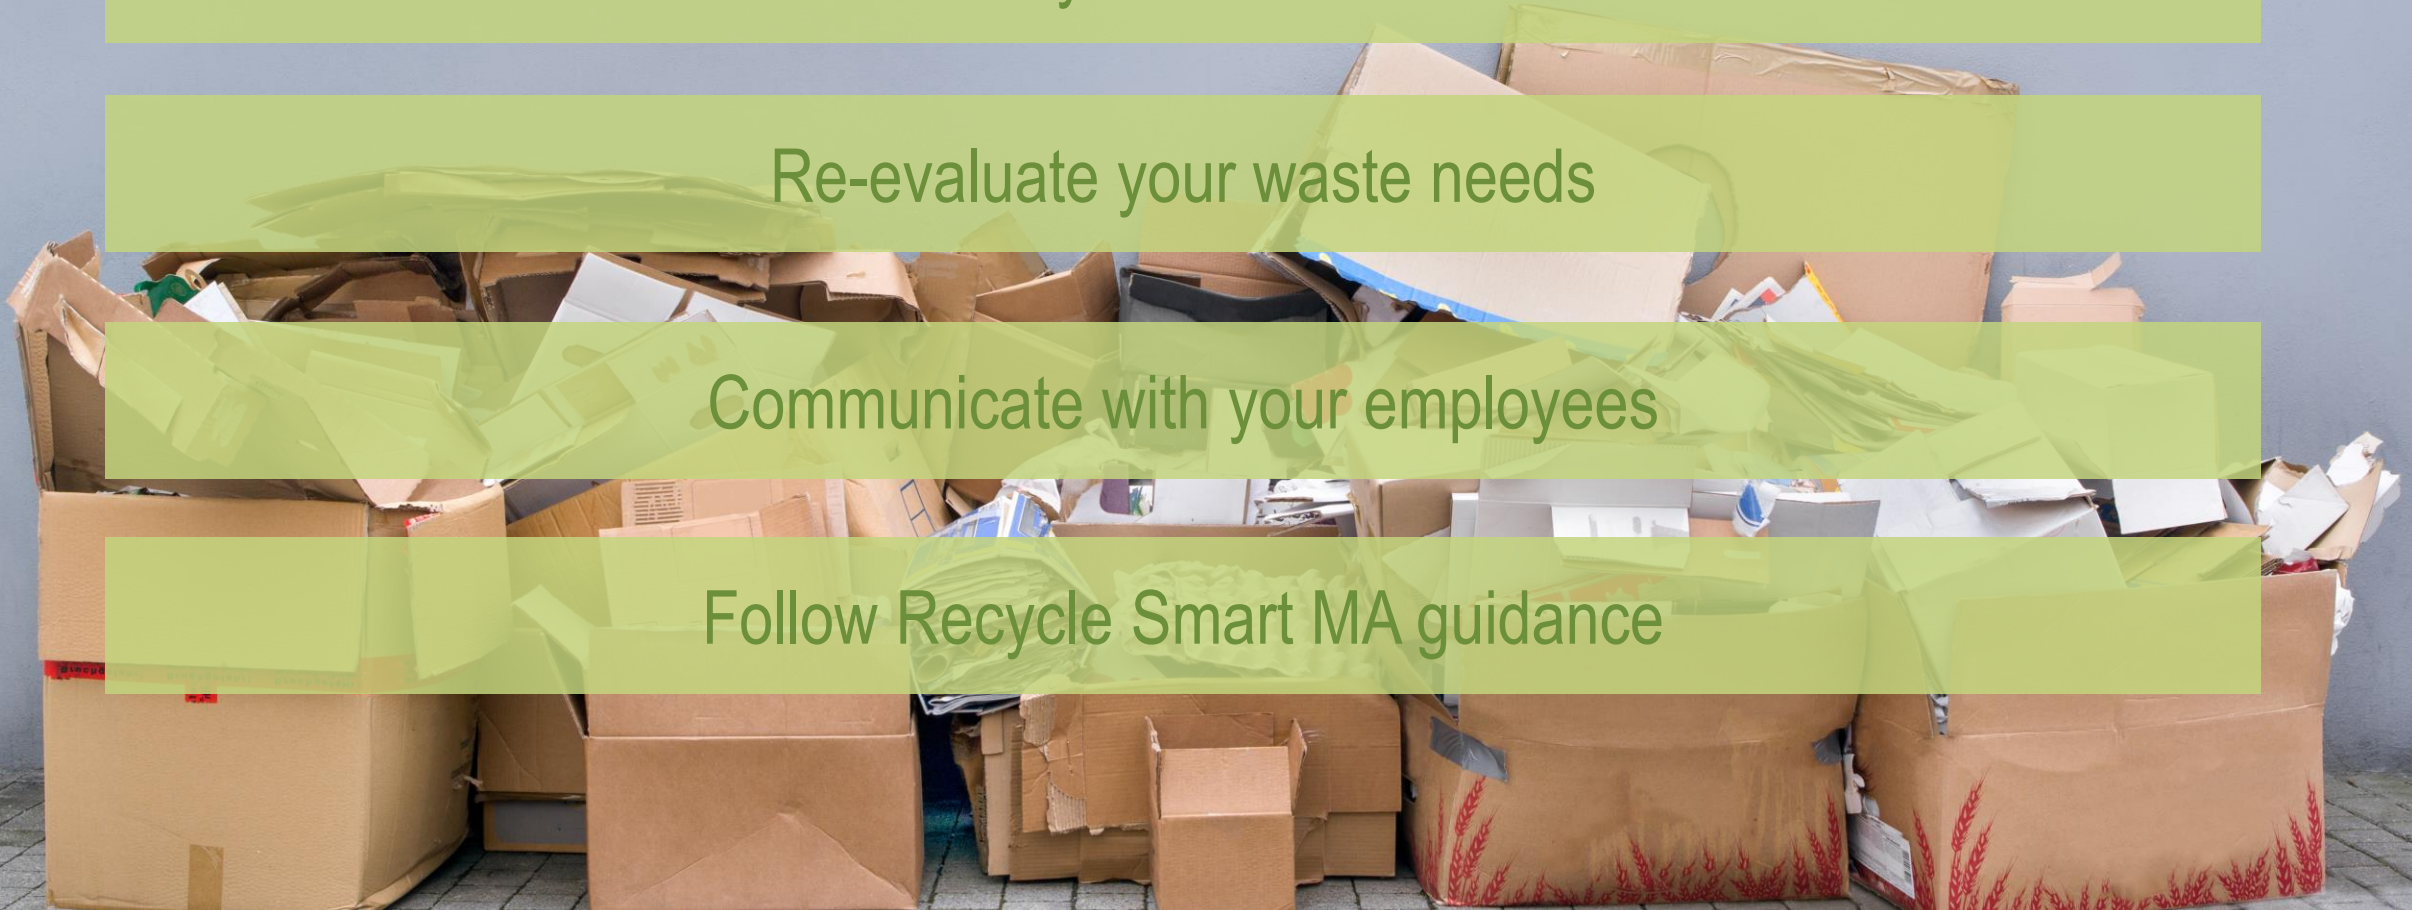 Re-evaluate your waste needs
Communicate with your employees
Follow Recycle Smart MA guidance